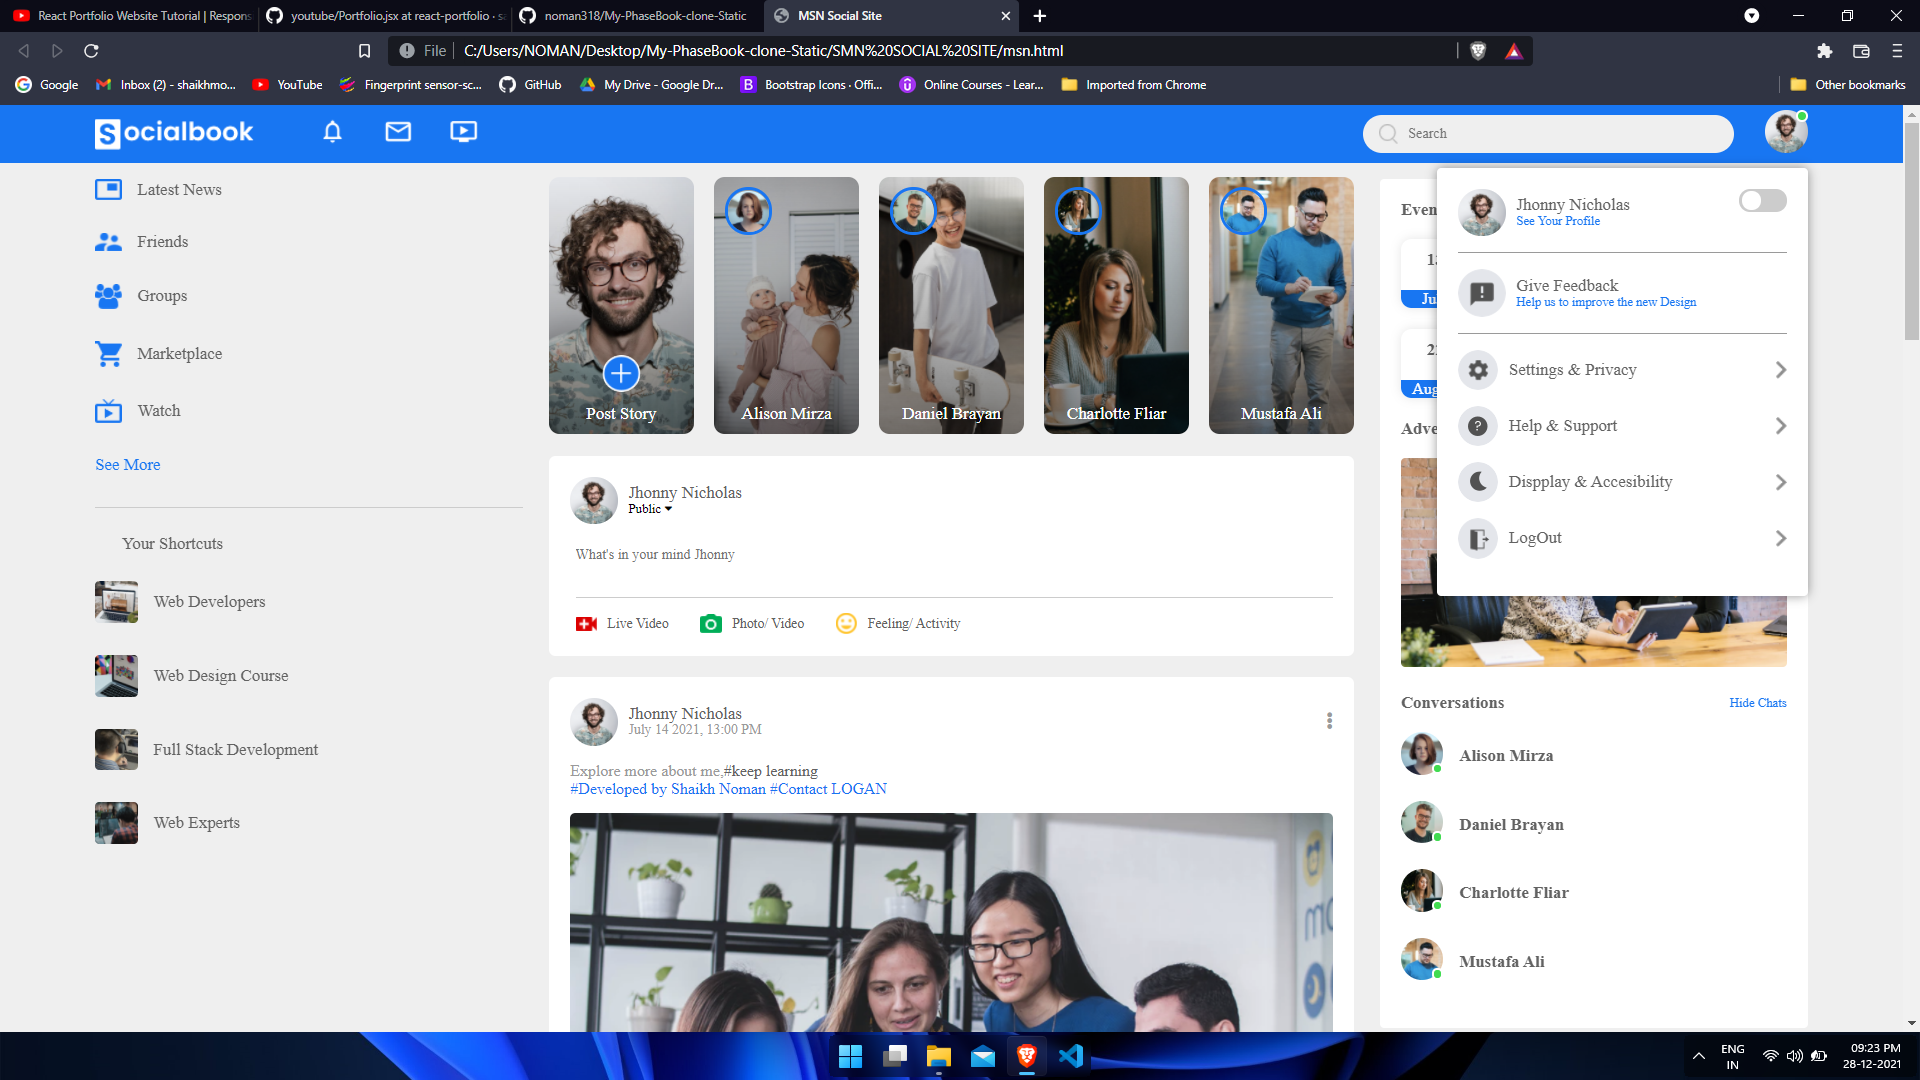 React Portfolio Website Tutorial | Respons
youtube/Portfolio.jsx at react-portfolio · s
noman318/My-PhaseBook-clone-Static
MSN Social Site
File
C:/Users/NOMAN/Desktop/My-PhaseBook-clone-Static/SMN%20SOCIAL%20SITE/msn.html
Google
Inbox (2) - shaikhmo...
YouTube
Fingerprint sensor-sc...
GitHub
My Drive - Google Dr...
Bootstrap Icons · Offi...
Online Courses - Lear...
Imported from Chrome
Other bookmarks
Socialbook
Search
Latest News
Friends
Groups
Marketplace
Watch
See More
Your Shortcuts
Web Developers
Web Design Course
Full Stack Development
Web Experts
Post Story
Alison Mirza
Daniel Brayan
Charlotte Fliar
Mustafa Ali
Jhonny Nicholas
Public
What's in your mind Jhonny
Live Video
Photo/ Video
Feeling/ Activity
Jhonny Nicholas
July 14 2021, 13:00 PM
Explore more about me,#keep learning
#Developed by Shaikh Noman #Contact LOGAN
Even
Ju
2
Aug
Adve
Jhonny Nicholas
See Your Profile
Give Feedback
Help us to improve the new Design
Settings & Privacy
Help & Support
Dispplay & Accesibility
LogOut
Conversations
Hide Chats
Alison Mirza
Daniel Brayan
Charlotte Fliar
Mustafa Ali
ENG
IN
09:23 PM
28-12-2021